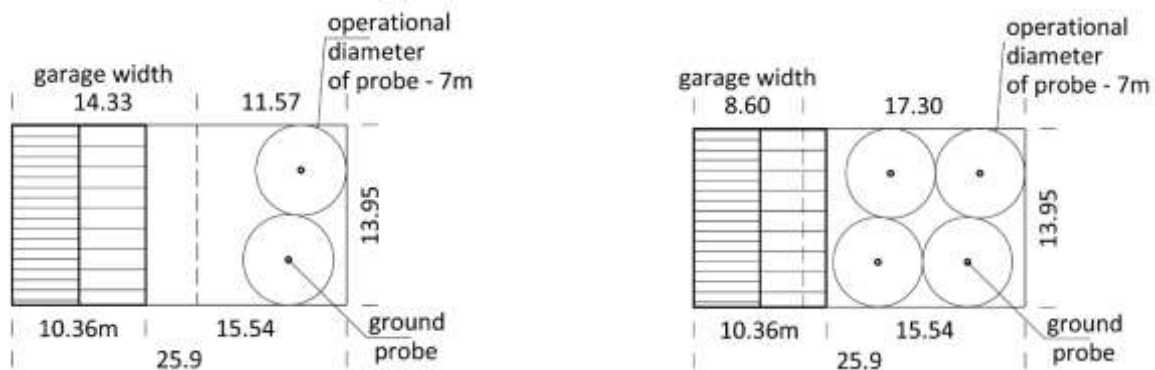 operational
diameter
of probe - 7m
garage width
14.33
11.57
13.95
10.36m
15.54
25.9
ground
probe
operational
diameter
of probe - 7m
garage width
8.60
17.30
13.95
10.36m
15.54
25.9
ground
probe